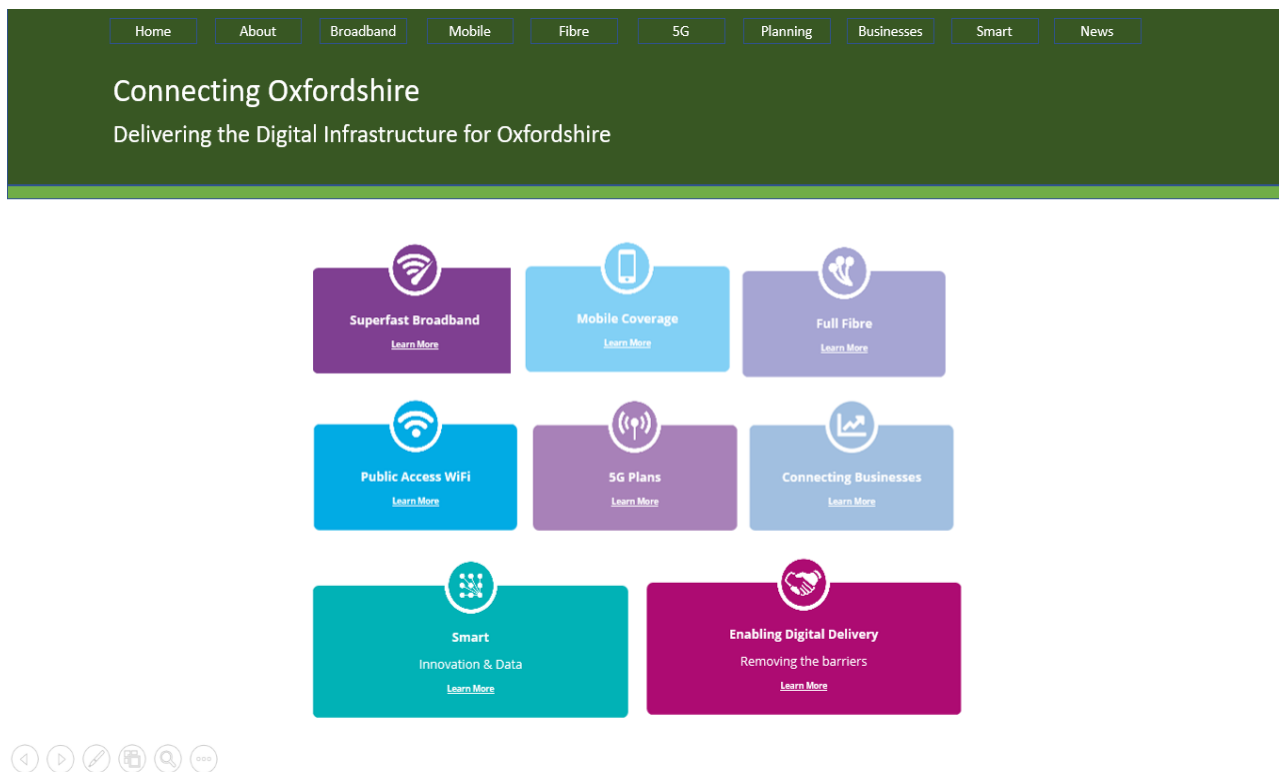 Home About Broadband Mobile Fibre 5G Planning Businesses Smart News
Connecting Oxfordshire
Delivering the Digital Infrastructure for Oxfordshire
Superfast Broadband
Learn More
Mobile Coverage
Learn More
Full Fibre
Learn More
Public Access WiFi
Learn More
5G Plans
Learn More
Connecting Businesses
Learn More
Smart
Innovation & Data
Learn More
Enabling Digital Delivery
Removing the barriers
Learn More